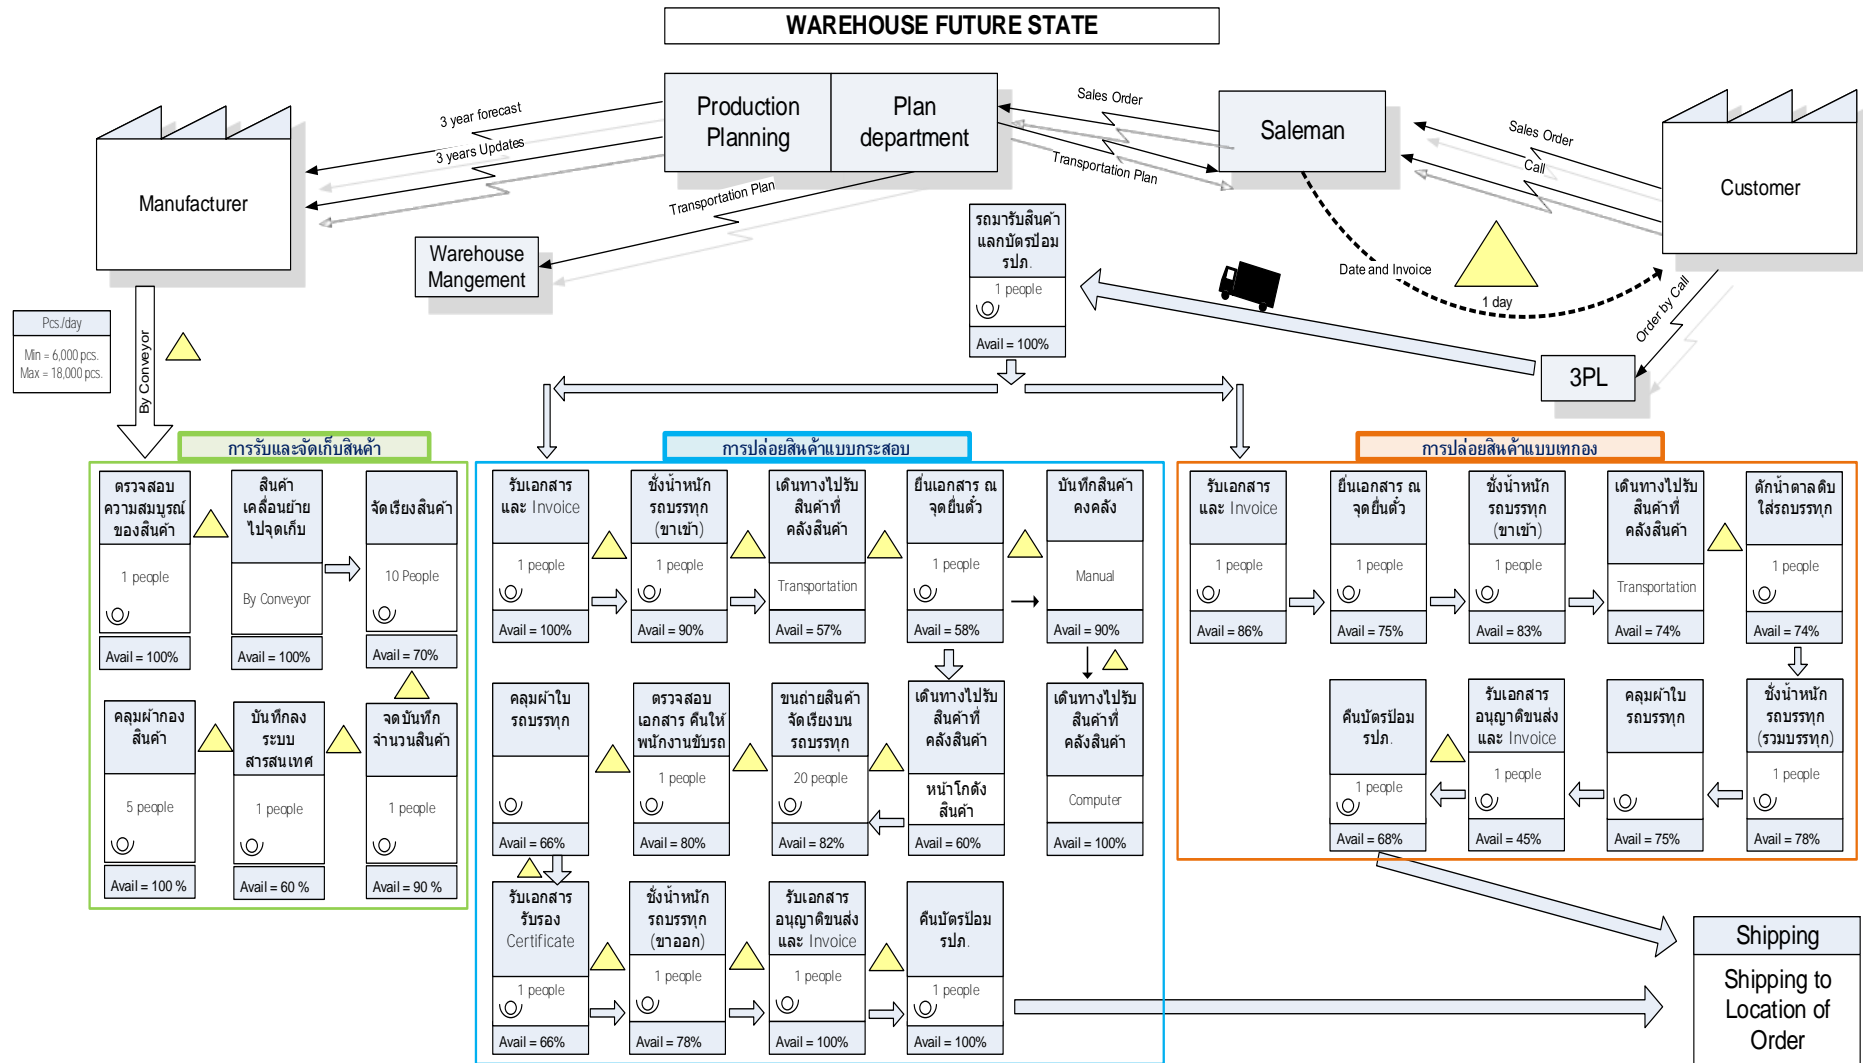 WAREHOUSE FUTURE STATE
Manufacturer
3 year forecast
3 years Updates
Production
Planning
Plan
department
Transportation Plan
Warehouse
Mangement
Sales Order
Transportation Plan
Saleman
Sales Order
Call
Customer
Date and Invoice
1 day
Order by Call
3PL
รถมารับสินค้า
แลกบัตรป้อม
รปภ.
1 people
Avail = 100%
Pcs./day
Min = 6,000 pcs.
Max = 18,000 pcs.
By Conveyor
การรับและจัดเก็บสินค้า
ตรวจสอบ
ความสมบูรณ์
ของสินค้า
1 people
Avail = 100%
สินค้า
เคลื่อนย้าย
ไปจุดเก็บ
By Conveyor
Avail = 100%
จัดเรียงสินค้า
10 People
Avail = 70%
คลุมผ้ากอง
สินค้า
5 people
Avail = 100 %
บันทึกลง
ระบบ
สารสนเทศ
1 people
Avail = 60 %
จดบันทึก
จำนวนสินค้า
1 people
Avail = 90 %
การปล่อยสินค้าแบบกระสอบ
รับเอกสาร
และ Invoice
1 people
Avail = 100%
ชั่งน้ำหนัก
รถบรรทุก
(ขาเข้า)
1 people
Avail = 90%
เดินทางไปรับ
สินค้าที่
คลังสินค้า
Transportation
Avail = 57%
ยื่นเอกสาร ณ
จุดยื่นตั๋ว
1 people
Avail = 58%
บันทึกสินค้า
คงคลัง
Manual
Avail = 90%
คลุมผ้าใบ
รถบรรทุก
Avail = 66%
ตรวจสอบ
เอกสาร คืนให้
พนักงานขับรถ
1 people
Avail = 80%
ขนถ่ายสินค้า
จัดเรียงบน
รถบรรทุก
20 people
Avail = 82%
เดินทางไปรับ
สินค้าที่
คลังสินค้า
หน้าโกดัง
สินค้า
Avail = 60%
เดินทางไปรับ
สินค้าที่
คลังสินค้า
Computer
Avail = 100%
รับเอกสาร
รับรอง
Certificate
1 people
Avail = 66%
ชั่งน้ำหนัก
รถบรรทุก
(ขาออก)
1 people
Avail = 78%
รับเอกสาร
อนุญาติขนส่ง
และ Invoice
1 people
Avail = 100%
คืนบัตรป้อม
รปภ.
1 people
Avail = 100%
การปล่อยสินค้าแบบเทกอง
รับเอกสาร
และ Invoice
1 people
Avail = 86%
ยื่นเอกสาร ณ
จุดยื่นตั๋ว
1 people
Avail = 75%
ชั่งน้ำหนัก
รถบรรทุก
(ขาเข้า)
1 people
Avail = 83%
เดินทางไปรับ
สินค้าที่
คลังสินค้า
Transportation
Avail = 74%
ตักน้ำตาลดิบ
ใส่รถบรรทุก
1 people
Avail = 74%
คืนบัตรป้อม
รปภ.
1 people
Avail = 68%
รับเอกสาร
อนุญาติขนส่ง
และ Invoice
1 people
Avail = 45%
คลุมผ้าใบ
รถบรรทุก
Avail = 75%
ชั่งน้ำหนัก
รถบรรทุก
(รวมบรรทุก)
1 people
Avail = 78%
Shipping
Shipping to
Location of
Order